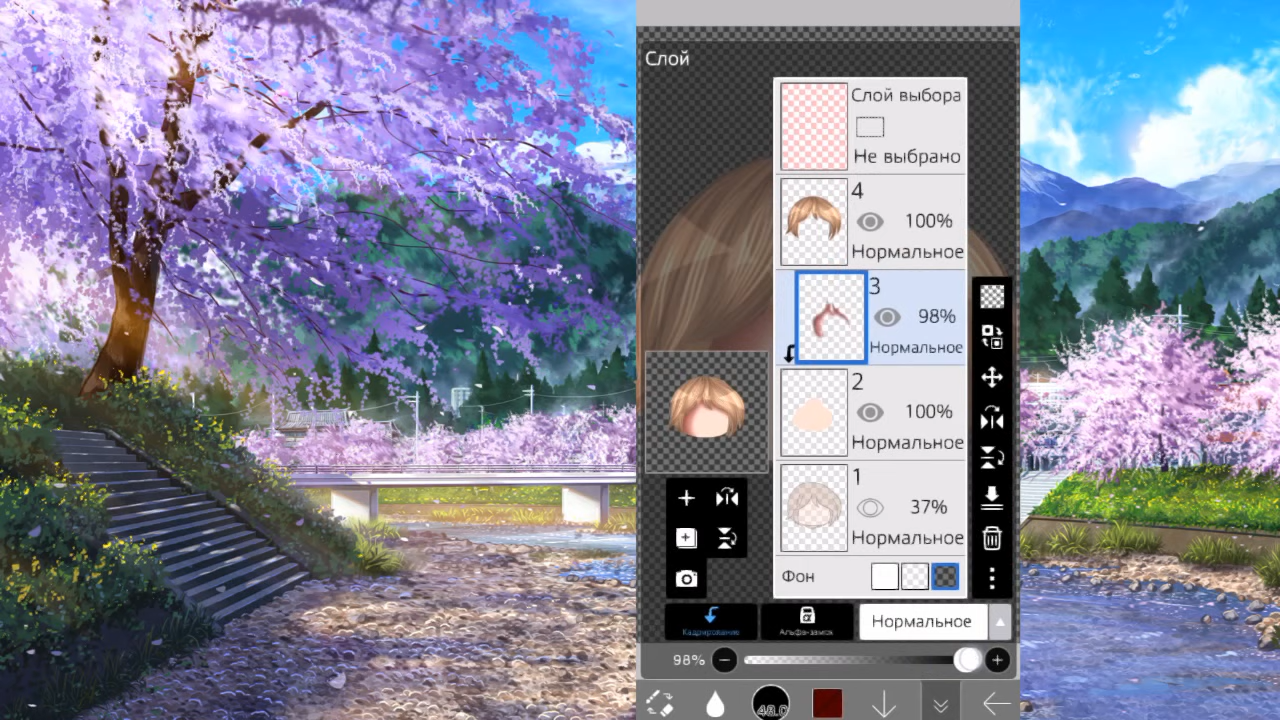 Слой
Слой выбора
Не выбрано
4
100%
Нормальное
3
98%
Нормальное
2
100%
Нормальное
1
37%
Нормальное
Фон
Кадрирование
Альфа-замок
Нормальное
98%
48.0